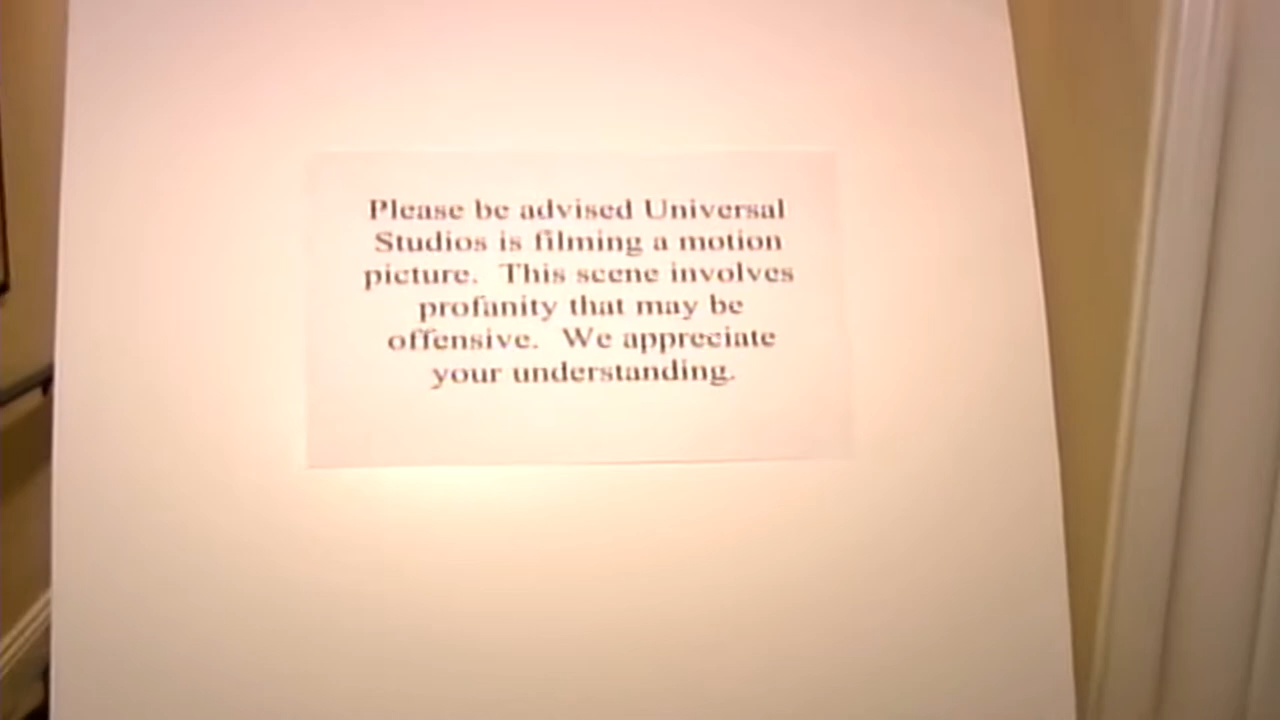 Please be advised Universal
Studios is filming a motion
picture. This scene involves
profanity that may be
offensive. We appreciate
your understanding.